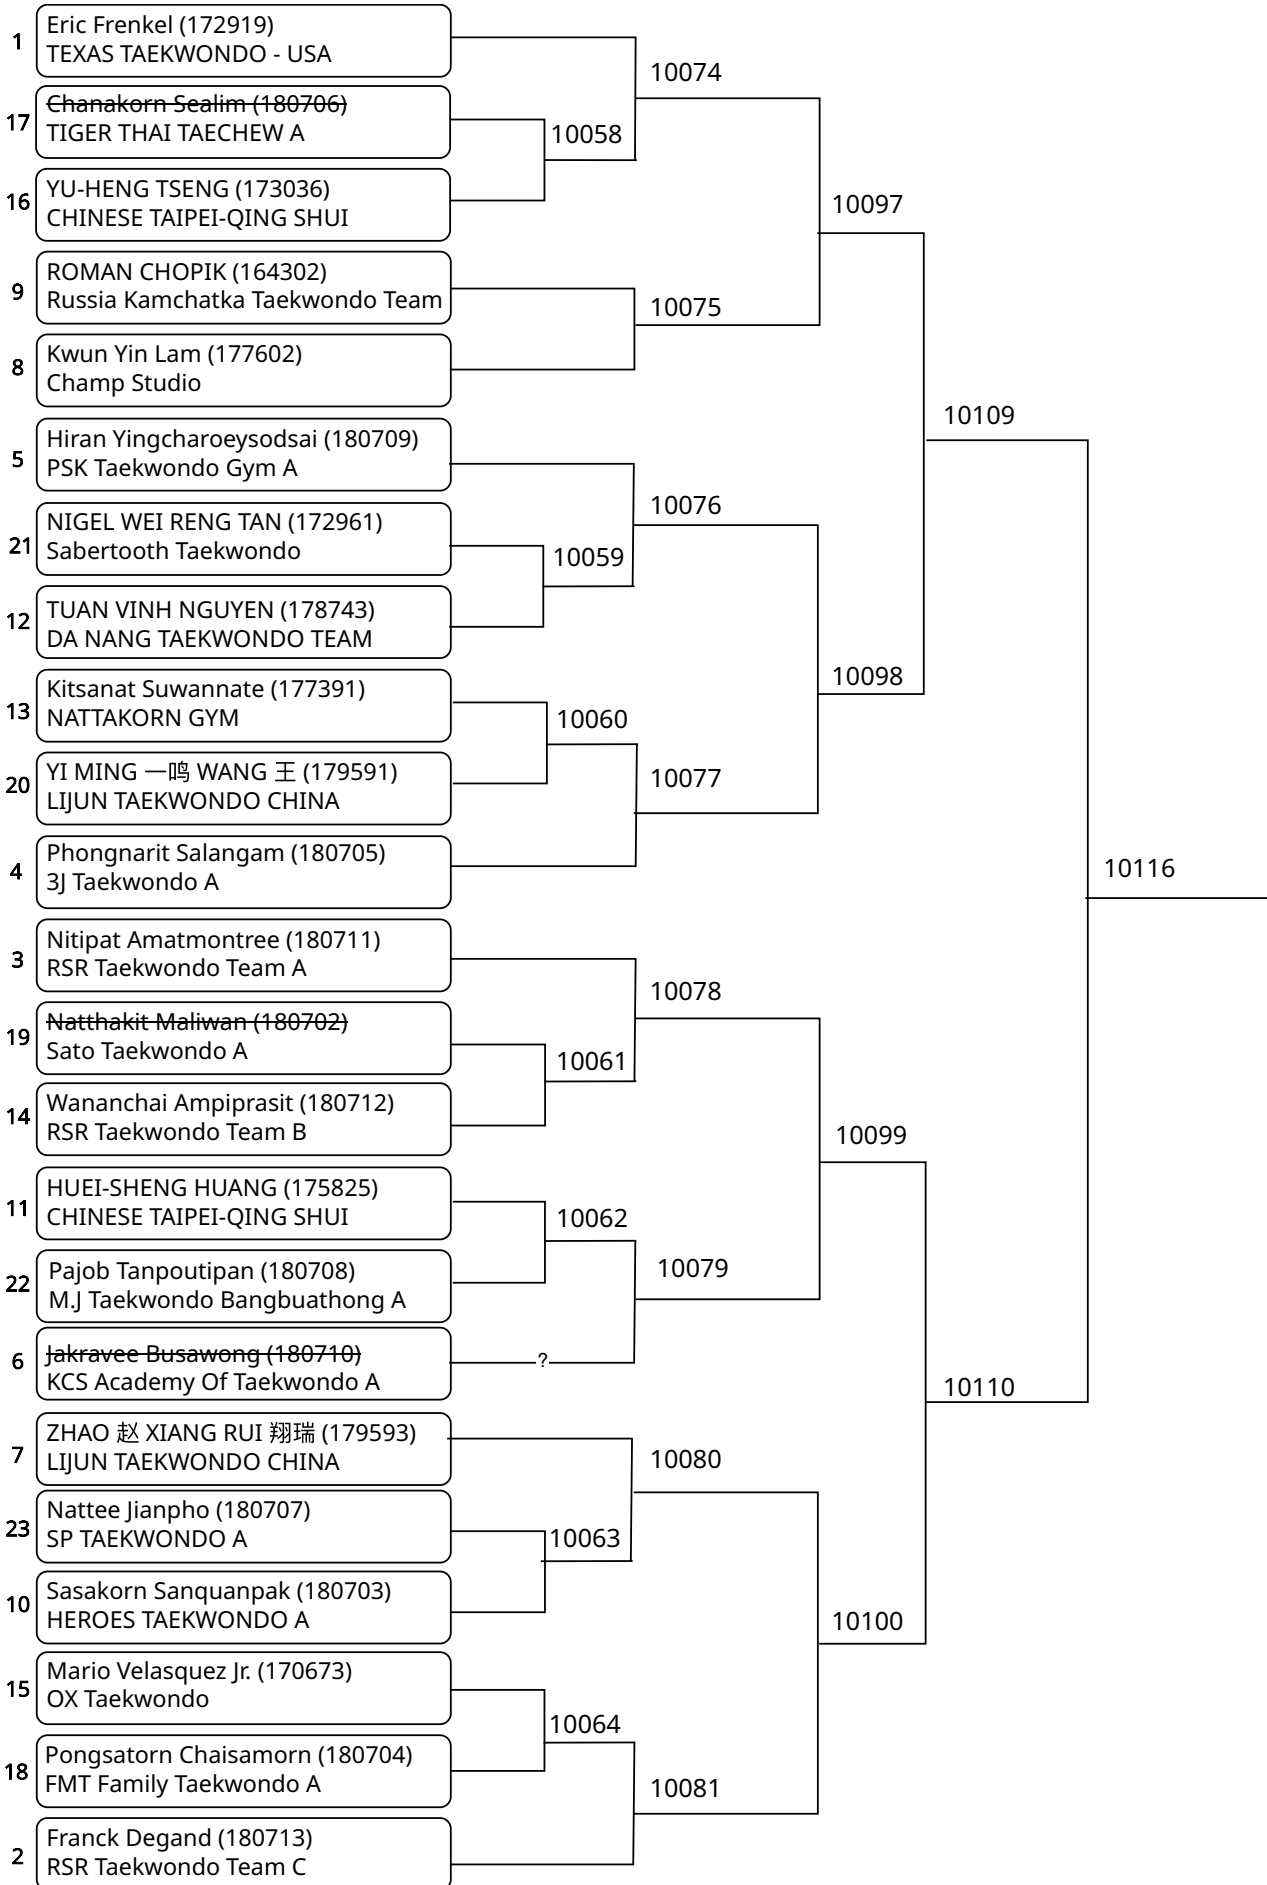 1
Eric Frenkel (172919)
TEXAS TAEKWONDO - USA
10074
17
Chanakorn Sealim (180706)
TIGER THAI TAECHEW A
10058
16
YU-HENG TSENG (173036)
CHINESE TAIPEI-QING SHUI
10097
9
ROMAN CHOPIK (164302)
Russia Kamchatka Taekwondo Team
10075
8
Kwun Yin Lam (177602)
Champ Studio
10109
5
Hiran Yingcharoeysodsai (180709)
PSK Taekwondo Gym A
10076
21
NIGEL WEI RENG TAN (172961)
Sabertooth Taekwondo
10059
12
TUAN VINH NGUYEN (178743)
DA NANG TAEKWONDO TEAM
10098
13
Kitsanat Suwannate (177391)
NATTAKORN GYM
10060
20
YI MING 一鸣 WANG 王 (179591)
LIJUN TAEKWONDO CHINA
10077
4
Phongnarit Salangam (180705)
3J Taekwondo A
10116
3
Nitipat Amatmontree (180711)
RSR Taekwondo Team A
10078
19
Natthakit Maliwan (180702)
Sato Taekwondo A
10061
14
Wananchai Ampiprasit (180712)
RSR Taekwondo Team B
10099
11
HUEI-SHENG HUANG (175825)
CHINESE TAIPEI-QING SHUI
10062
22
Pajob Tanpoutipan (180708)
M.J Taekwondo Bangbuathong A
10079
6
Jakravee Busawong (180710)
KCS Academy Of Taekwondo A
?
10110
7
ZHAO 赵 XIANG RUI 翔瑞 (179593)
LIJUN TAEKWONDO CHINA
10080
23
Nattee Jianpho (180707)
SP TAEKWONDO A
10063
10
Sasakorn Sanquanpak (180703)
HEROES TAEKWONDO A
10100
15
Mario Velasquez Jr. (170673)
OX Taekwondo
10064
18
Pongsatorn Chaisamorn (180704)
FMT Family Taekwondo A
10081
2
Franck Degand (180713)
RSR Taekwondo Team C